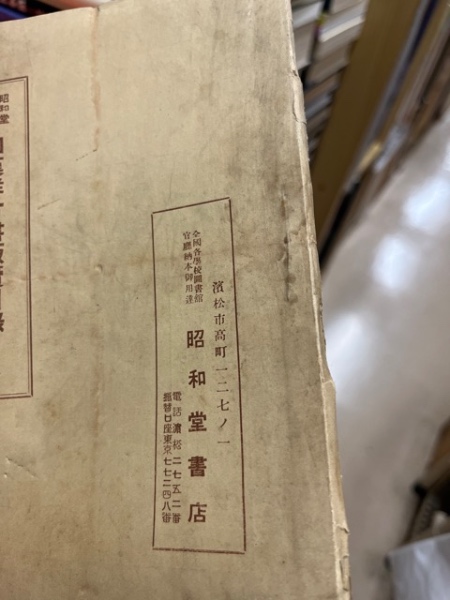 濱松市高町一二七ノ一
全國各學校圖書館
官廳納本御用達
昭和堂書店
電話濱松二七五二番
振替口座東京七七二四八番
昭和堂